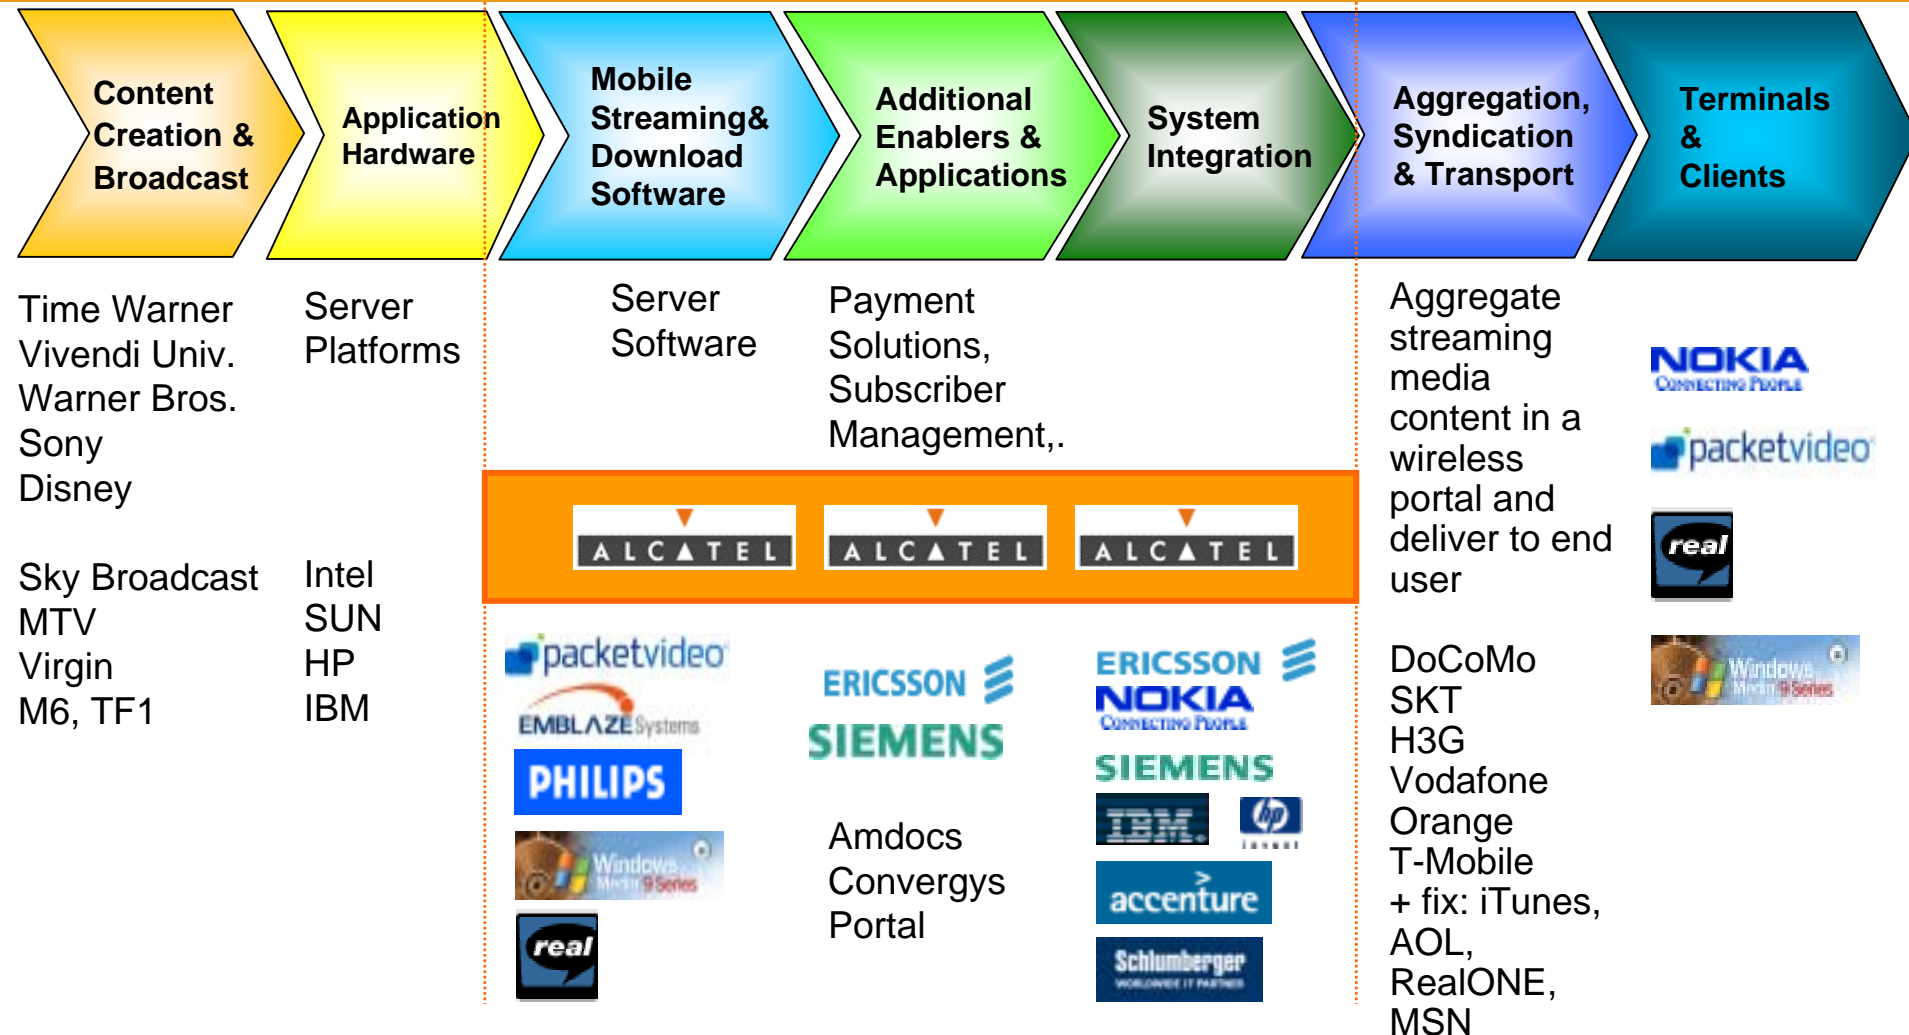 Content
Creation &
Broadcast
Application
Hardware
Mobile
Streaming&
Download
Software
Additional
Enablers &
Applications
System
Integration
Aggregation,
Syndication
& Transport
Terminals
&
Clients
Time Warner
Vivendi Univ.
Warner Bros.
Sony
Disney
Sky Broadcast
MTV
Virgin
M6, TF1
Server
Platforms
Intel
SUN
HP
IBM
Server
Software
ALCATEL
packetvideo
EMBLAZE Systems
PHILIPS
Windows
Media 9 Series
real
Payment
Solutions,
Subscriber
Management,.
ALCATEL
ERICSSON
SIEMENS
Amdocs
Convergys
Portal
ALCATEL
ERICSSON
NOKIA
CONNECTING PEOPLE
SIEMENS
IBM
hp
invent
accenture
Schlumberger
WORLDWIDE IT PARTNER
Aggregate
streaming
media
content in a
wireless
portal and
deliver to end
user
DoCoMo
SKT
H3G
Vodafone
Orange
T-Mobile
+ fix: iTunes,
AOL,
RealONE,
MSN
NOKIA
CONNECTING PEOPLE
packetvideo
real
Windows
Media 9 Series